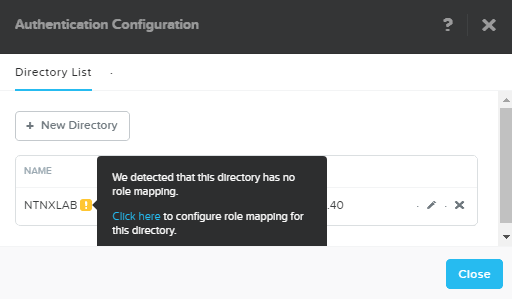 Authentication Configuration
?
Directory List
+ New Directory
NAME
We detected that this directory has no
role mapping.
NTNXLAB
.40
Click here to configure role mapping for
this directory.
Close